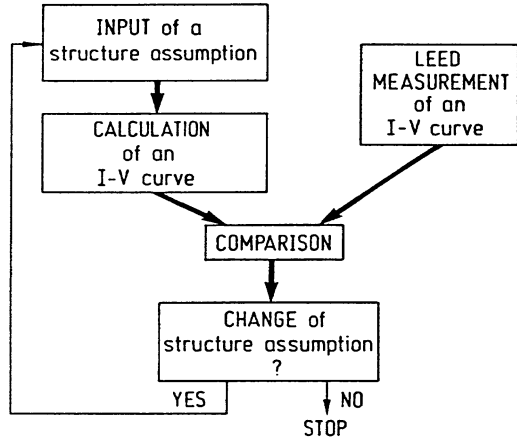 INPUT of a
structure assumption
LEED
MEASUREMENT
of an
I-V curve
CALCULATION
of an
I-V curve
COMPARISON
CHANGE of
structure assumption
?
YES
NO
STOP